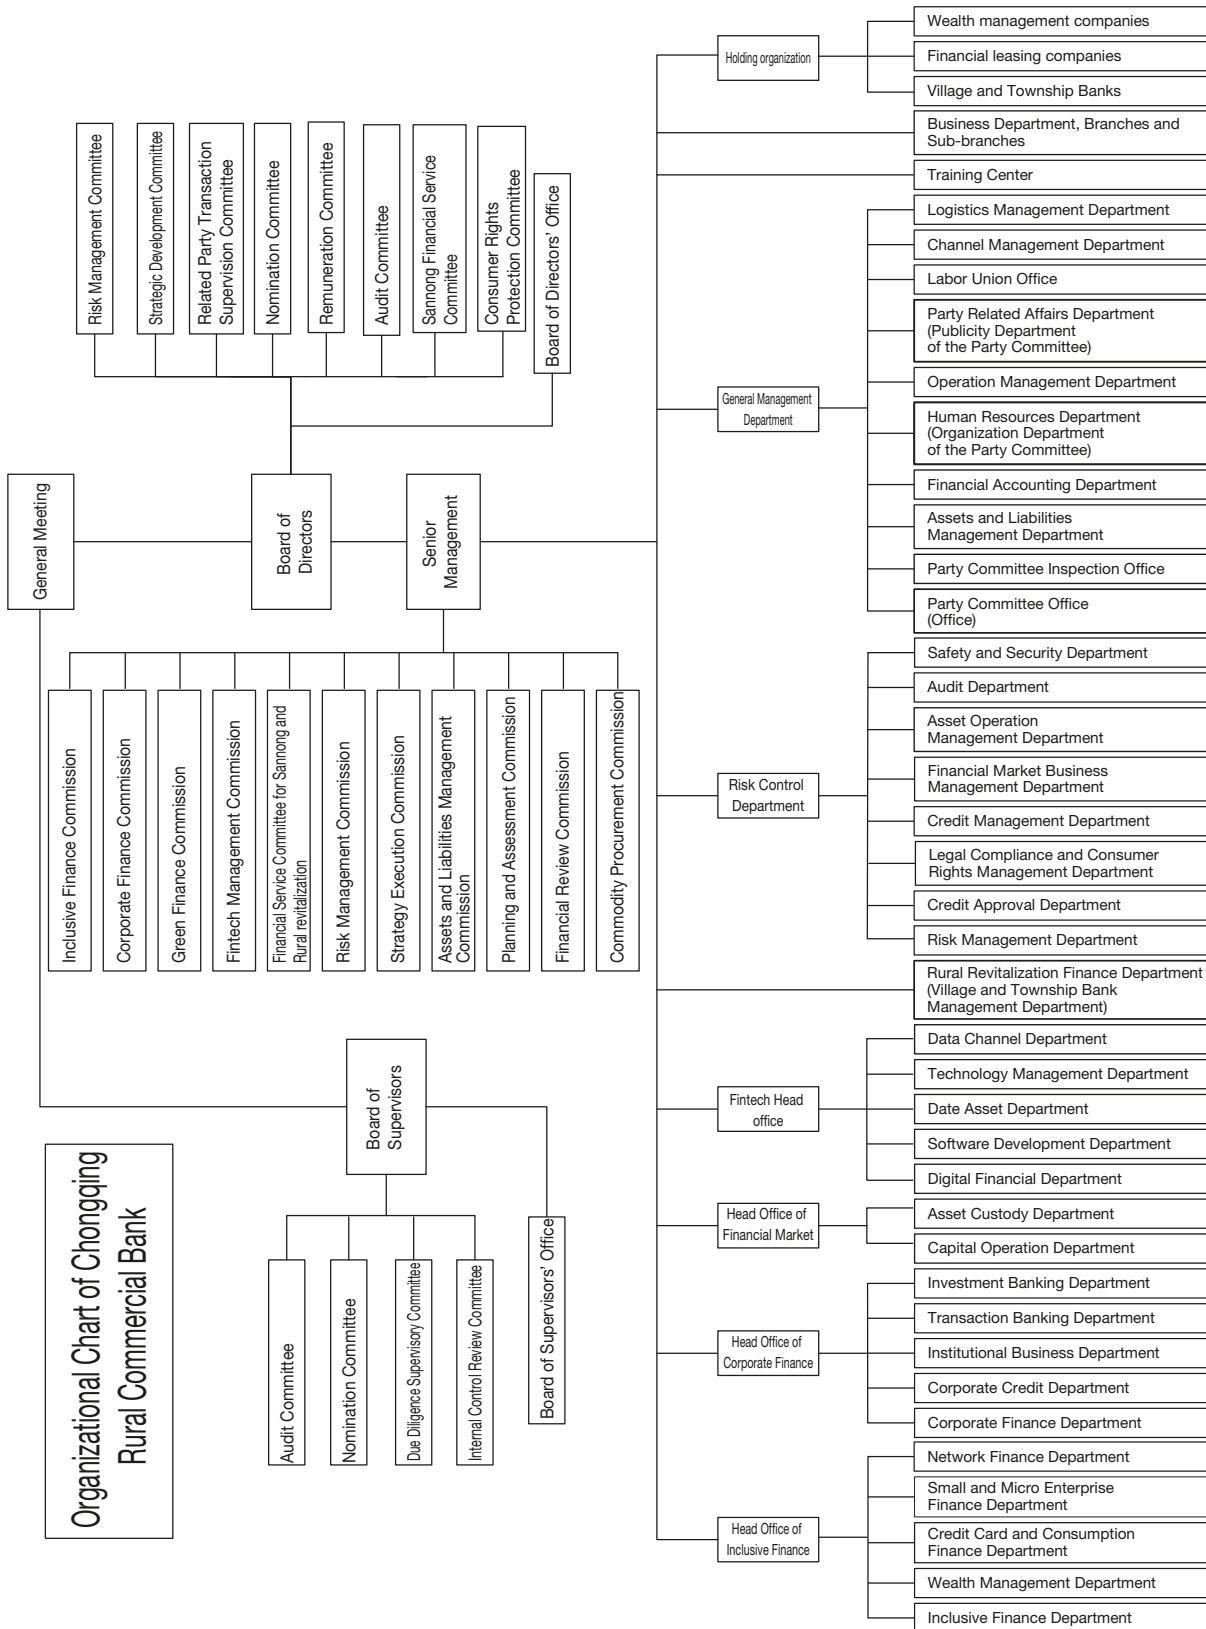 Organizational Chart of Chongqing
Rural Commercial Bank
General Meeting
Board of
Directors
Senior
Management
Board of
Supervisors
Risk Management Committee
Strategic Development Committee
Related Party Transaction
Supervision Committee
Nomination Committee
Remuneration Committee
Audit Committee
Sannong Financial Service
Committee
Consumer Rights
Protection Committee
Board of Directors' Office
Inclusive Finance Commission
Corporate Finance Commission
Green Finance Commission
Fintech Management Commission
Financial Service Committee for Sannong and
Rural revitalization
Risk Management Commission
Strategy Execution Commission
Assets and Liabilities Management
Commission
Planning and Assessment Commission
Financial Review Commission
Commodity Procurement Commission
Audit Committee
Nomination Committee
Due Diligence Supervisory Committee
Internal Control Review Committee
Board of Supervisors' Office
Holding organization
Wealth management companies
Financial leasing companies
Village and Township Banks
Business Department, Branches and
Sub-branches
Training Center
General Management
Department
Logistics Management Department
Channel Management Department
Labor Union Office
Party Related Affairs Department
(Publicity Department
of the Party Committee)
Operation Management Department
Human Resources Department
(Organization Department
of the Party Committee)
Financial Accounting Department
Assets and Liabilities
Management Department
Party Committee Inspection Office
Party Committee Office
(Office)
Risk Control
Department
Safety and Security Department
Audit Department
Asset Operation
Management Department
Financial Market Business
Management Department
Credit Management Department
Legal Compliance and Consumer
Rights Management Department
Credit Approval Department
Risk Management Department
Rural Revitalization Finance Department
(Village and Township Bank
Management Department)
Fintech Head
office
Data Channel Department
Technology Management Department
Date Asset Department
Software Development Department
Digital Financial Department
Head Office of
Financial Market
Asset Custody Department
Capital Operation Department
Head Office of
Corporate Finance
Investment Banking Department
Transaction Banking Department
Institutional Business Department
Corporate Credit Department
Corporate Finance Department
Head Office of
Inclusive Finance
Network Finance Department
Small and Micro Enterprise
Finance Department
Credit Card and Consumption
Finance Department
Wealth Management Department
Inclusive Finance Department